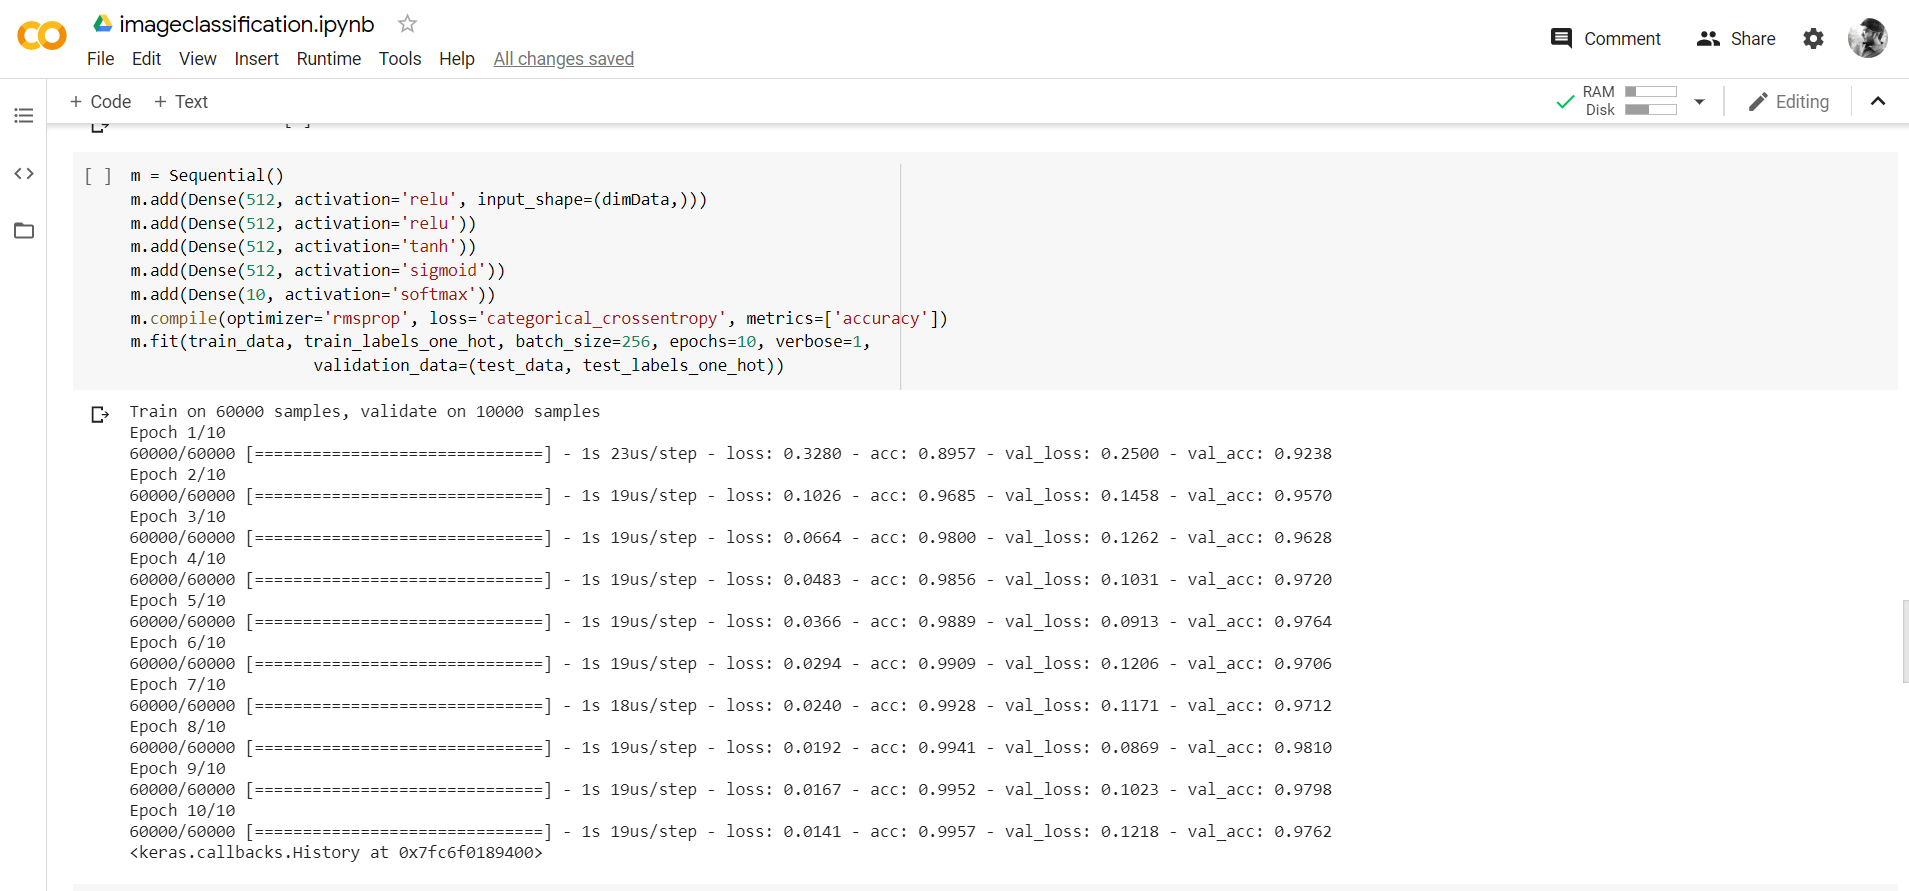 imageclassification.ipynb
File Edit View Insert Runtime Tools Help All changes saved
Comment
Share
+ Code + Text
RAM
Disk
Editing
[ ] m = Sequential()
m.add(Dense(512, activation='relu', input_shape=(dimData,)))
m.add(Dense(512, activation='relu'))
m.add(Dense(512, activation='tanh'))
m.add(Dense(512, activation='sigmoid'))
m.add(Dense(10, activation='softmax'))
m.compile(optimizer='rmsprop', loss='categorical_crossentropy', metrics=['accuracy'])
m.fit(train_data, train_labels_one_hot, batch_size=256, epochs=10, verbose=1,
validation_data=(test_data, test_labels_one_hot))
Train on 60000 samples, validate on 10000 samples
Epoch 1/10
60000/60000 [==============================] - 1s 23us/step - loss: 0.3280 - acc: 0.8957 - val_loss: 0.2500 - val_acc: 0.9238
Epoch 2/10
60000/60000 [==============================] - 1s 19us/step - loss: 0.1026 - acc: 0.9685 - val_loss: 0.1458 - val_acc: 0.9570
Epoch 3/10
60000/60000 [==============================] - 1s 19us/step - loss: 0.0664 - acc: 0.9800 - val_loss: 0.1262 - val_acc: 0.9628
Epoch 4/10
60000/60000 [==============================] - 1s 19us/step - loss: 0.0483 - acc: 0.9856 - val_loss: 0.1031 - val_acc: 0.9720
Epoch 5/10
60000/60000 [==============================] - 1s 19us/step - loss: 0.0366 - acc: 0.9889 - val_loss: 0.0913 - val_acc: 0.9764
Epoch 6/10
60000/60000 [==============================] - 1s 19us/step - loss: 0.0294 - acc: 0.9909 - val_loss: 0.1206 - val_acc: 0.9706
Epoch 7/10
60000/60000 [==============================] - 1s 18us/step - loss: 0.0240 - acc: 0.9928 - val_loss: 0.1171 - val_acc: 0.9712
Epoch 8/10
60000/60000 [==============================] - 1s 19us/step - loss: 0.0192 - acc: 0.9941 - val_loss: 0.0869 - val_acc: 0.9810
Epoch 9/10
60000/60000 [==============================] - 1s 19us/step - loss: 0.0167 - acc: 0.9952 - val_loss: 0.1023 - val_acc: 0.9798
Epoch 10/10
60000/60000 [==============================] - 1s 19us/step - loss: 0.0141 - acc: 0.9957 - val_loss: 0.1218 - val_acc: 0.9762
<keras.callbacks.History at 0x7fc6f0189400>